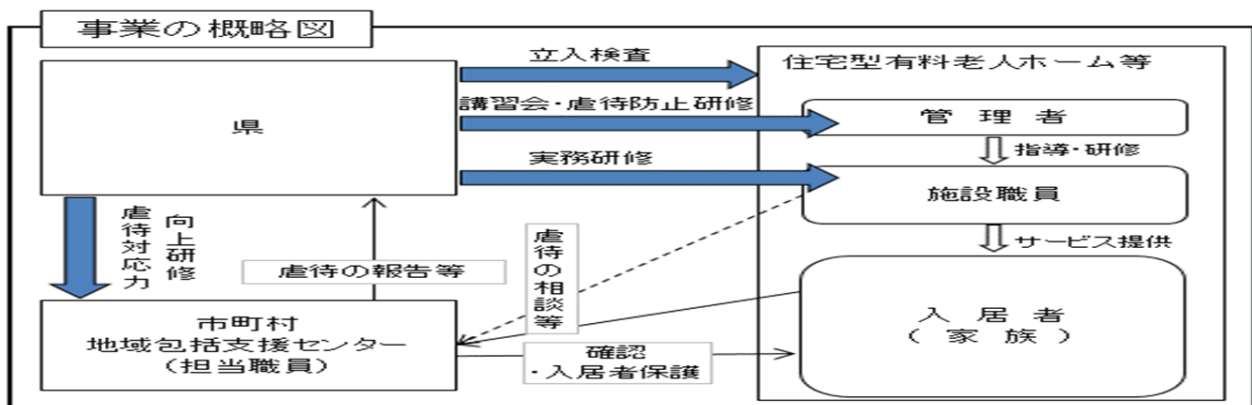 事業の概略図
立入検査
住宅型有料老人ホーム等
県
講習会・虐待防止研修
管理者
指導・研修
実務研修
施設職員
虐待対応力
向上研修
虐待の報告等
虐待の相談等
サービス提供
市町村
地域包括支援センター
(担当職員)
確認
・入居者保護
入居者
(家族)